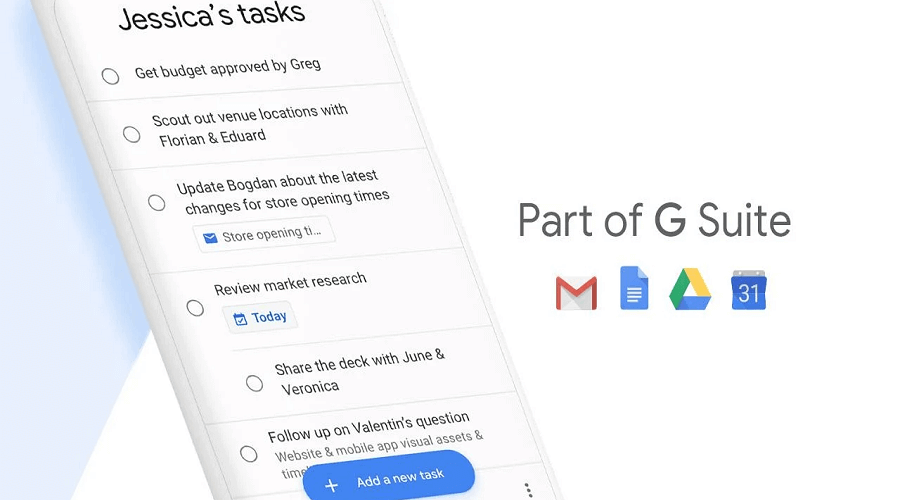 Jessica's tasks
Get budget approved by Greg
Scout out venue locations with
Florian & Eduard
Update Bogdan about the latest
changes for store opening times
Store opening ti...
Review market research
Today
Share the deck with June &
Veronica
Follow up on Valentin's question
Website & mobile app visual assets &
Add a new task
Part of G Suite
31